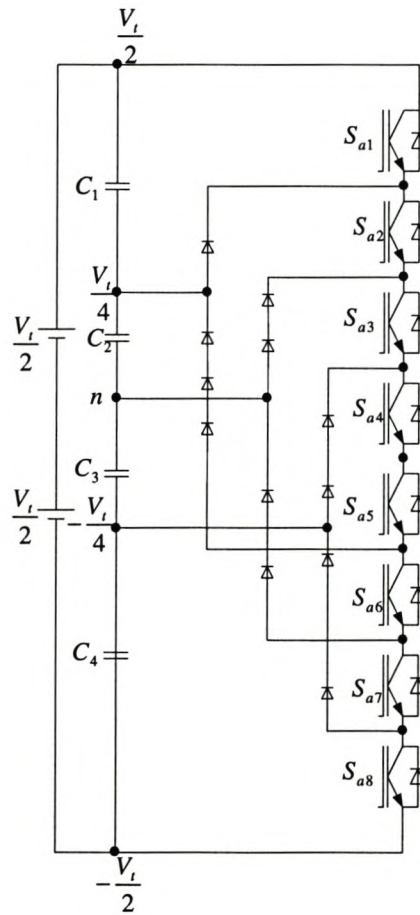 V_t/2
S_a1
C_1
S_a2
V_t/4
S_a3
V_t/2
C_2
n
S_a4
C_3
V_t/2
-V_t/4
S_a5
S_a6
C_4
S_a7
S_a8
-V_t/2